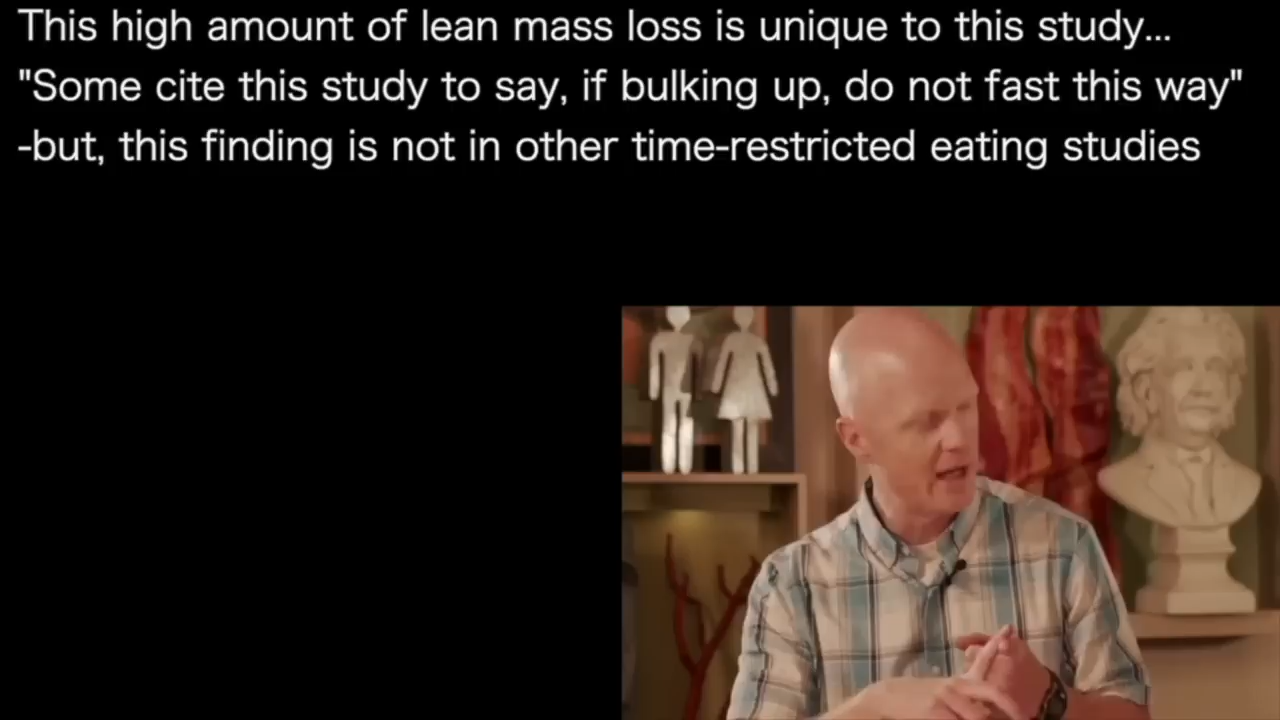 This high amount of lean mass loss is unique to this study...
"Some cite this study to say, if bulking up, do not fast this way"
-but, this finding is not in other time-restricted eating studies